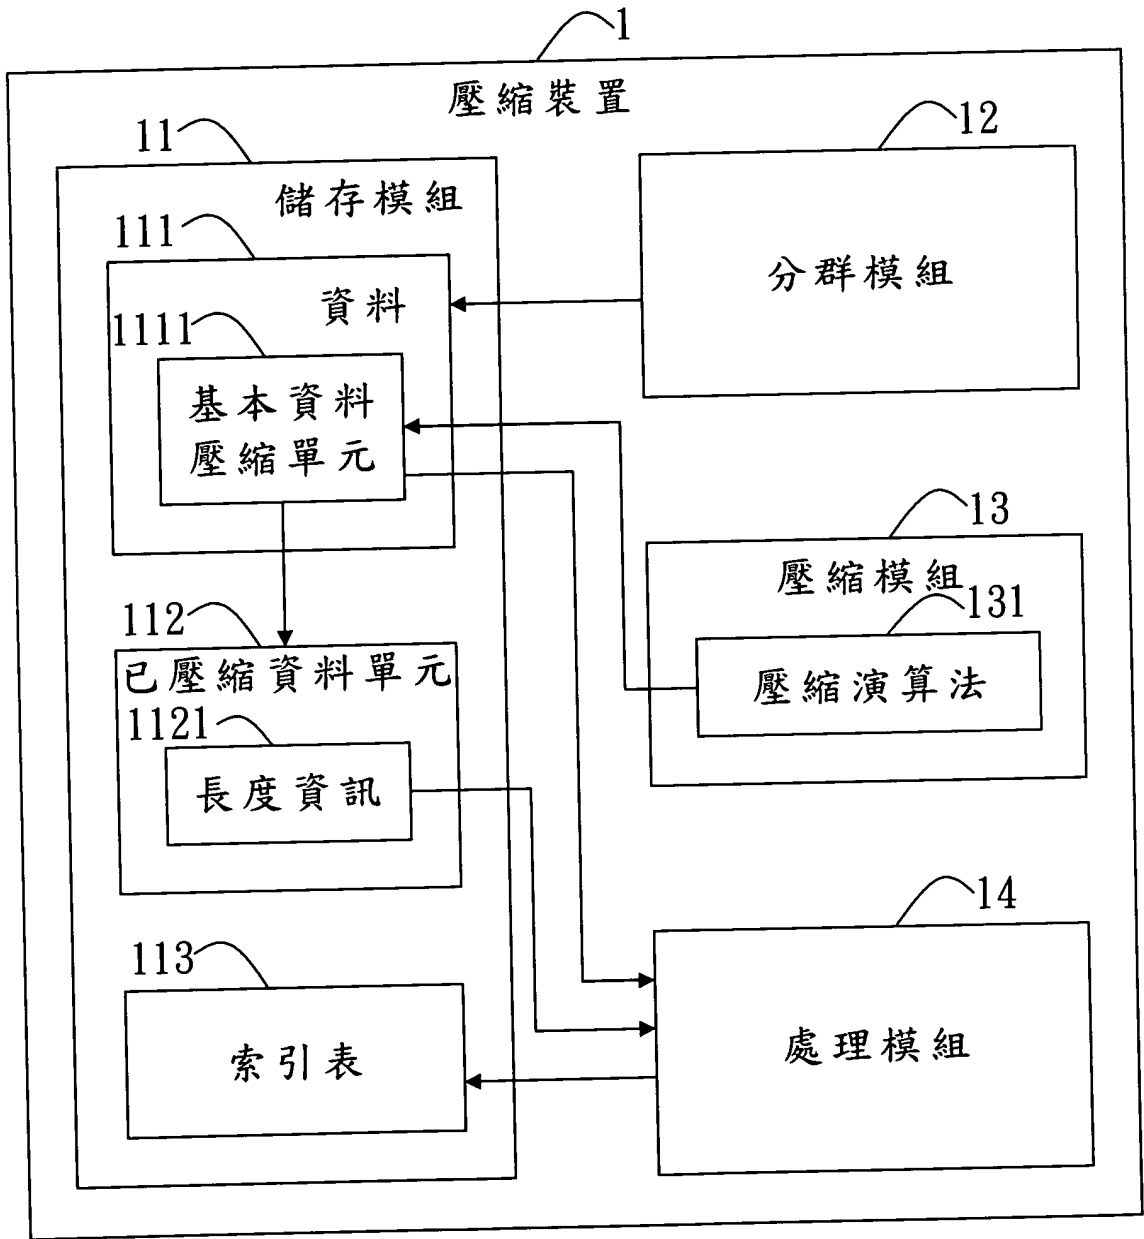 1
壓縮裝置
11
儲存模組
111
資料
1111
基本資料
壓縮單元
112
已壓縮資料單元
1121
長度資訊
113
索引表
12
分群模組
13
壓縮模組
131
壓縮演算法
14
處理模組